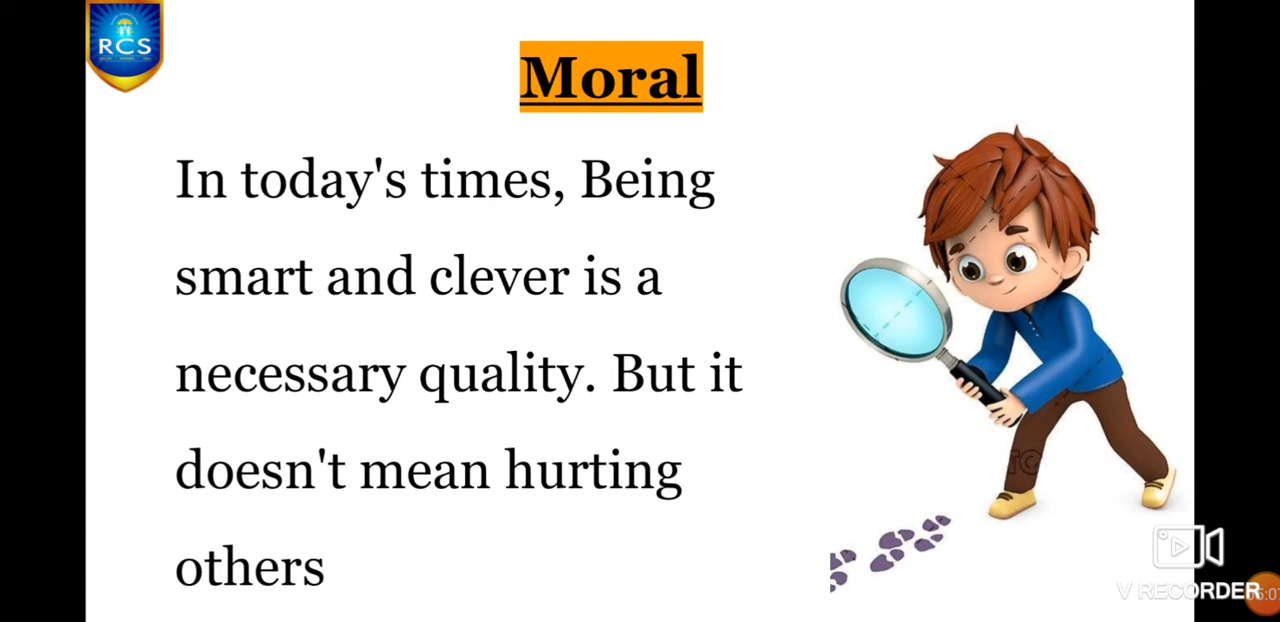 RCS
Moral
In today's times, Being
smart and clever is a
necessary quality. But it
doesn't mean hurting
others
V RECORDER